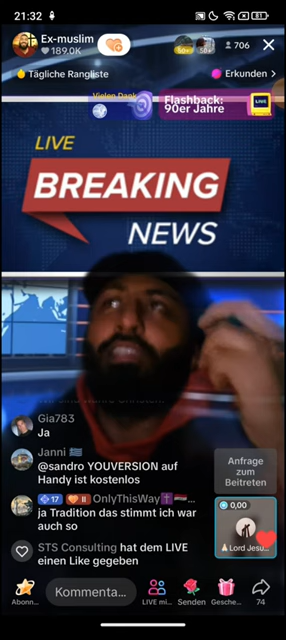 21:32
81
Ex-muslim
189.0K
50+
706
Tägliche Rangliste
Erkunden >
Vielen Dank
Flashback:
90er Jahre
LIVE
LIVE
BREAKING
NEWS
Gia783
Ja
Janni 🇬🇷
@sandro YOUVERSION auf
Handy ist kostenlos
17 II OnlyThisWay✝️🇭🇷...
ja Tradition das stimmt ich war
auch so
STS Consulting hat dem LIVE
einen Like gegeben
Anfrage
zum
Beitreten
0,00
Lord Jesu...
Kommenta...
Abonn...
LIVE mi...
Senden
Gesche...
74